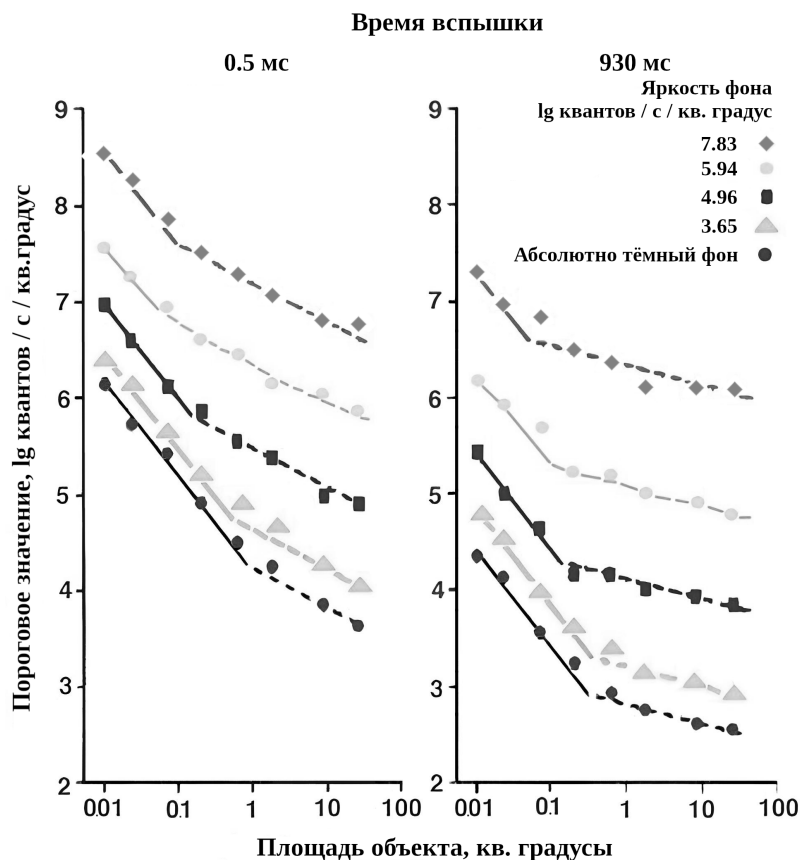 Время вспышки
0.5 мс
930 мс
Яркость фона
lg квантов / с / кв. градус
7.83
5.94
4.96
3.65
Абсолютно тёмный фон
Пороговое значение, lg квантов / с / кв.градус
9
8
7
6
5
4
3
2
0.01 0.1 1 10 100
9
8
7
6
5
4
3
2
0.01 0.1 1 10 100
Площадь объекта, кв. градусы